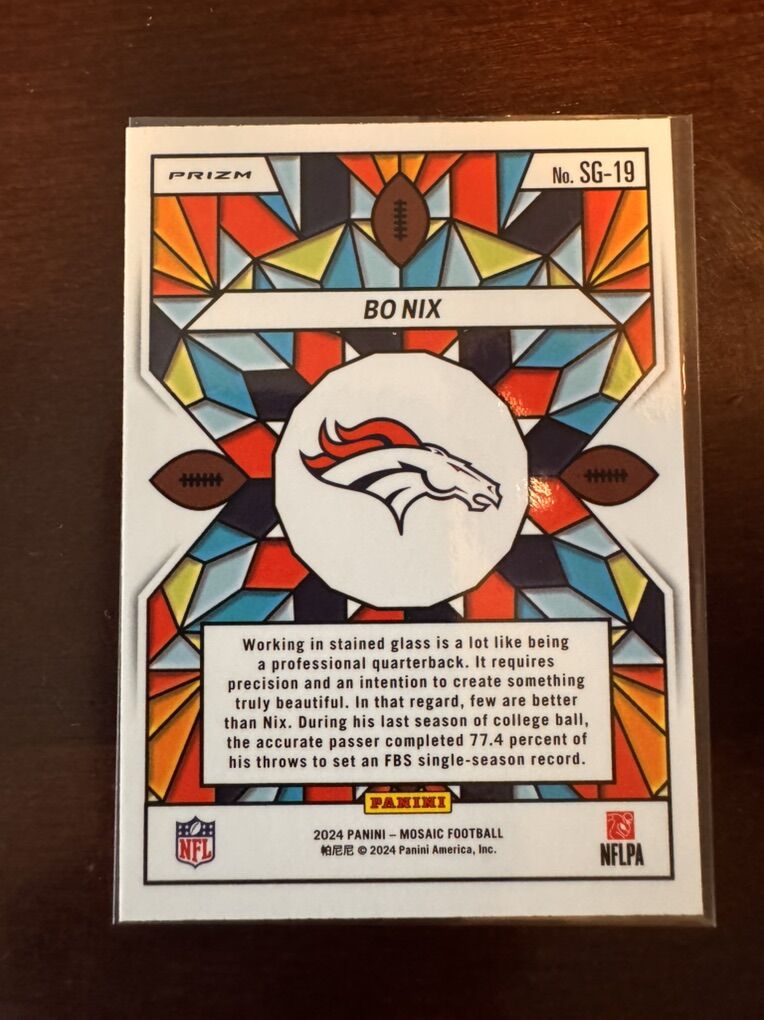 PRIZM
No. SG-19
BO NIX
Working in stained glass is a lot like being
a professional quarterback. It requires
precision and an intention to create something
truly beautiful. In that regard, few are better
than Nix. During his last season of college ball,
the accurate passer completed 77.4 percent of
his throws to set an FBS single-season record.
PANINI
NFL
2024 PANINI – MOSAIC FOOTBALL
帕尼尼 © 2024 Panini America, Inc.
NFLPA